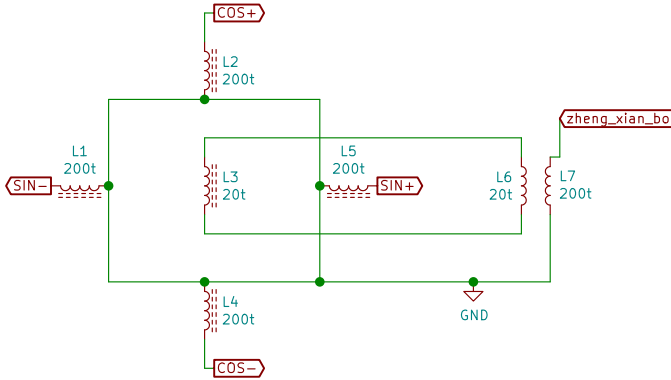 COS+
L2
200t
zheng_xian_bo
L1
200t
L5
200t
SIN-
L3
20t
SIN+
L6
20t
L7
200t
L4
200t
GND
COS-